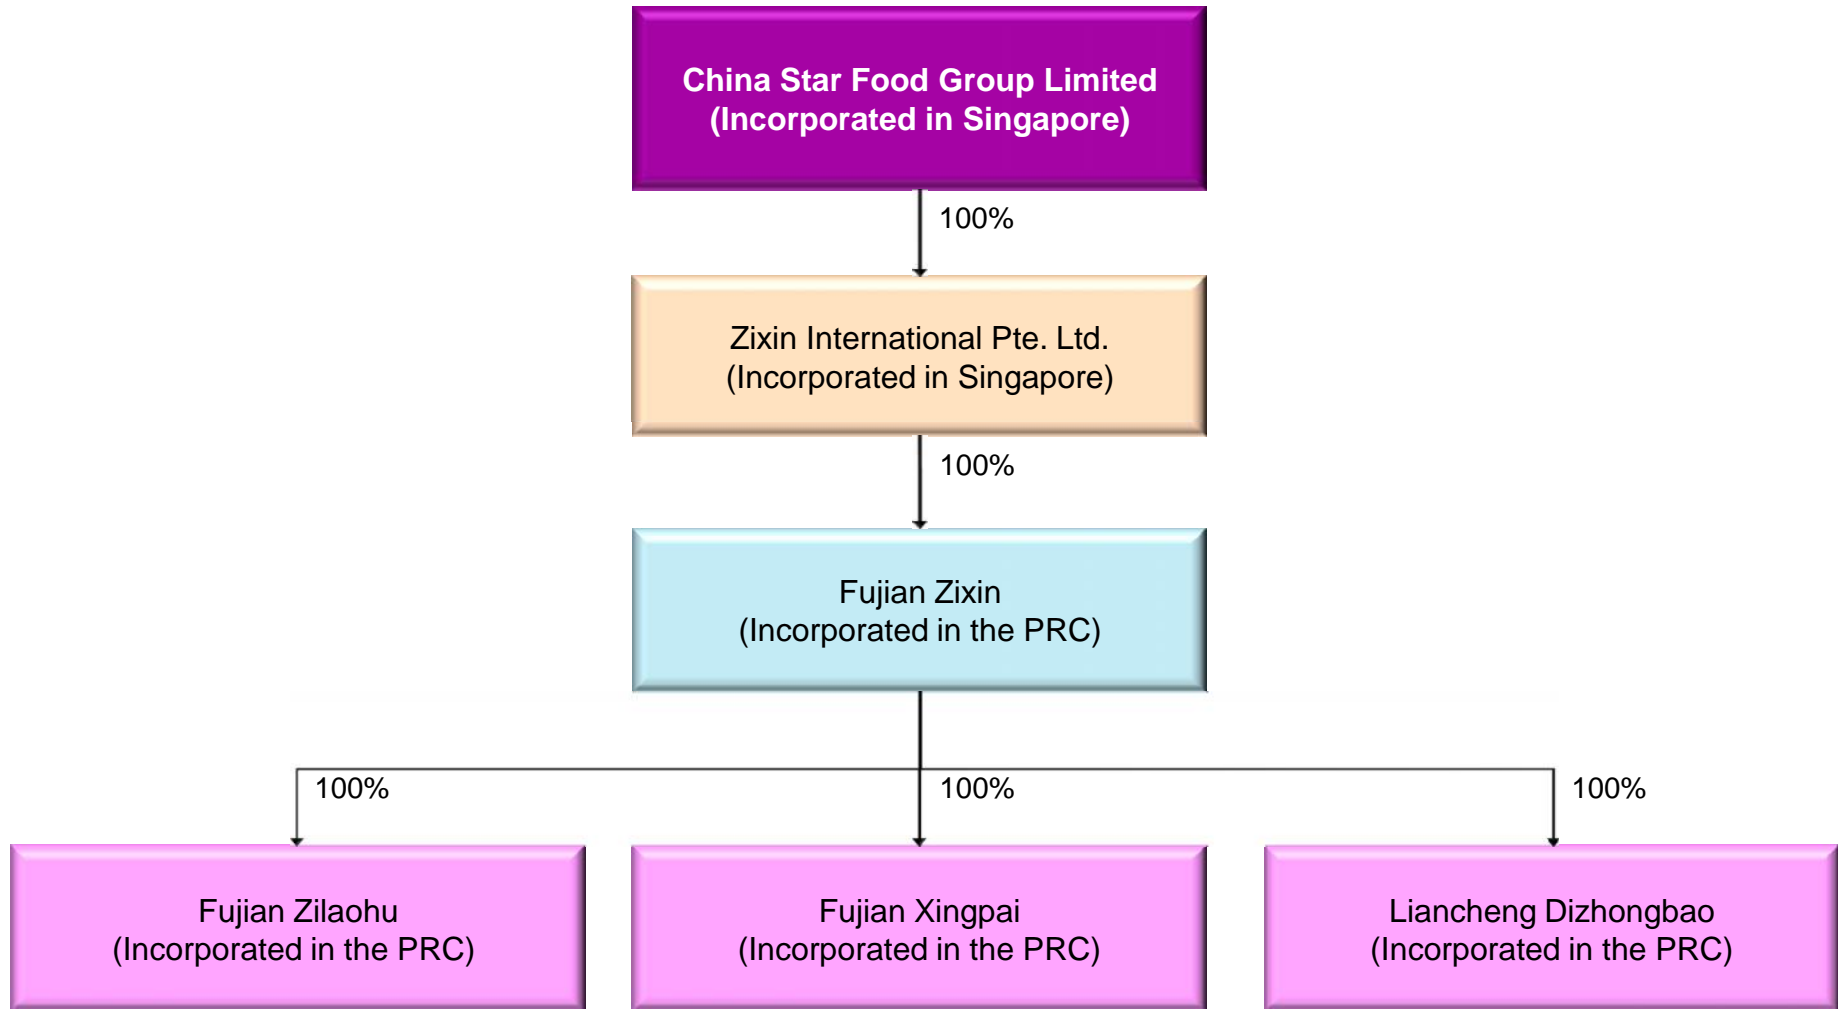 China Star Food Group Limited
(Incorporated in Singapore)
100%
Zixin International Pte. Ltd.
(Incorporated in Singapore)
100%
Fujian Zixin
(Incorporated in the PRC)
100%
100%
100%
Fujian Zilaohu
(Incorporated in the PRC)
Fujian Xingpai
(Incorporated in the PRC)
Liancheng Dizhongbao
(Incorporated in the PRC)